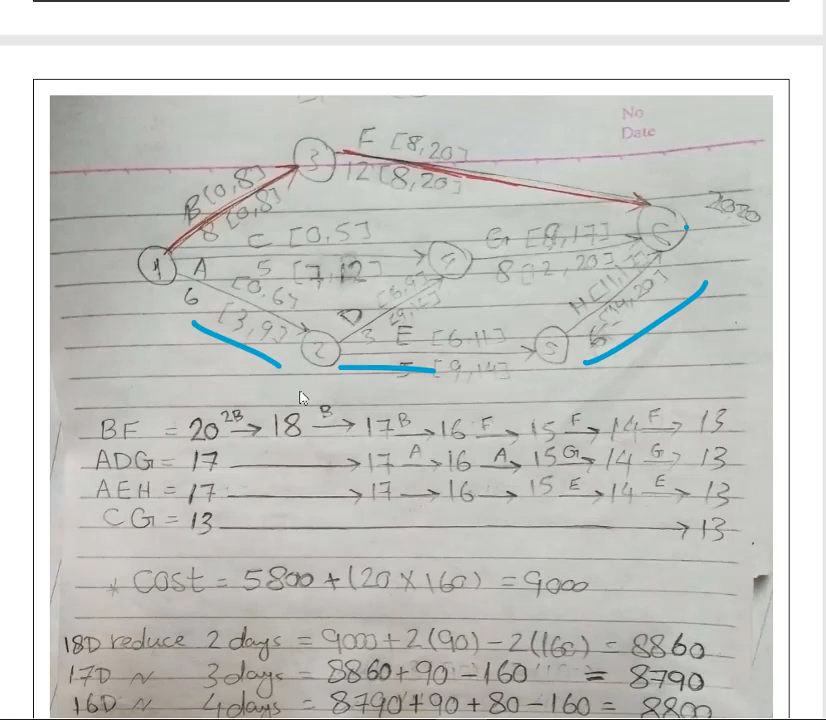 No
Date
F [8,20]
12 [8,20]
3
B [0,8]
8 [0,8]
20 20
C [0,5]
G [8,17]
1
A
5 [7,12]
8 [12,20]
6
[0,6]
[3,9]
D
3
H
E [6,11]
2
5 [9,14]
5
BF = 20 2B→ 18 B→ 17 B→ 16 F→ 15 F→ 14 F→ 13
ADG = 17 → 17 A→ 16 A→ 15 G→ 14 G→ 13
AEH = 17 → 17 → 16 → 15 E→ 14 E→ 13
CG = 13 → 13
* Cost = 5800 + (20 × 160) = 9000
18D reduce 2 days = 9000 + 2(90) - 2(160) = 8860
17D ~ 3 days = 8860 + 90 - 160 = 8790
16D ~ 4 days = 8790 + 90 + 80 - 160 = 8800